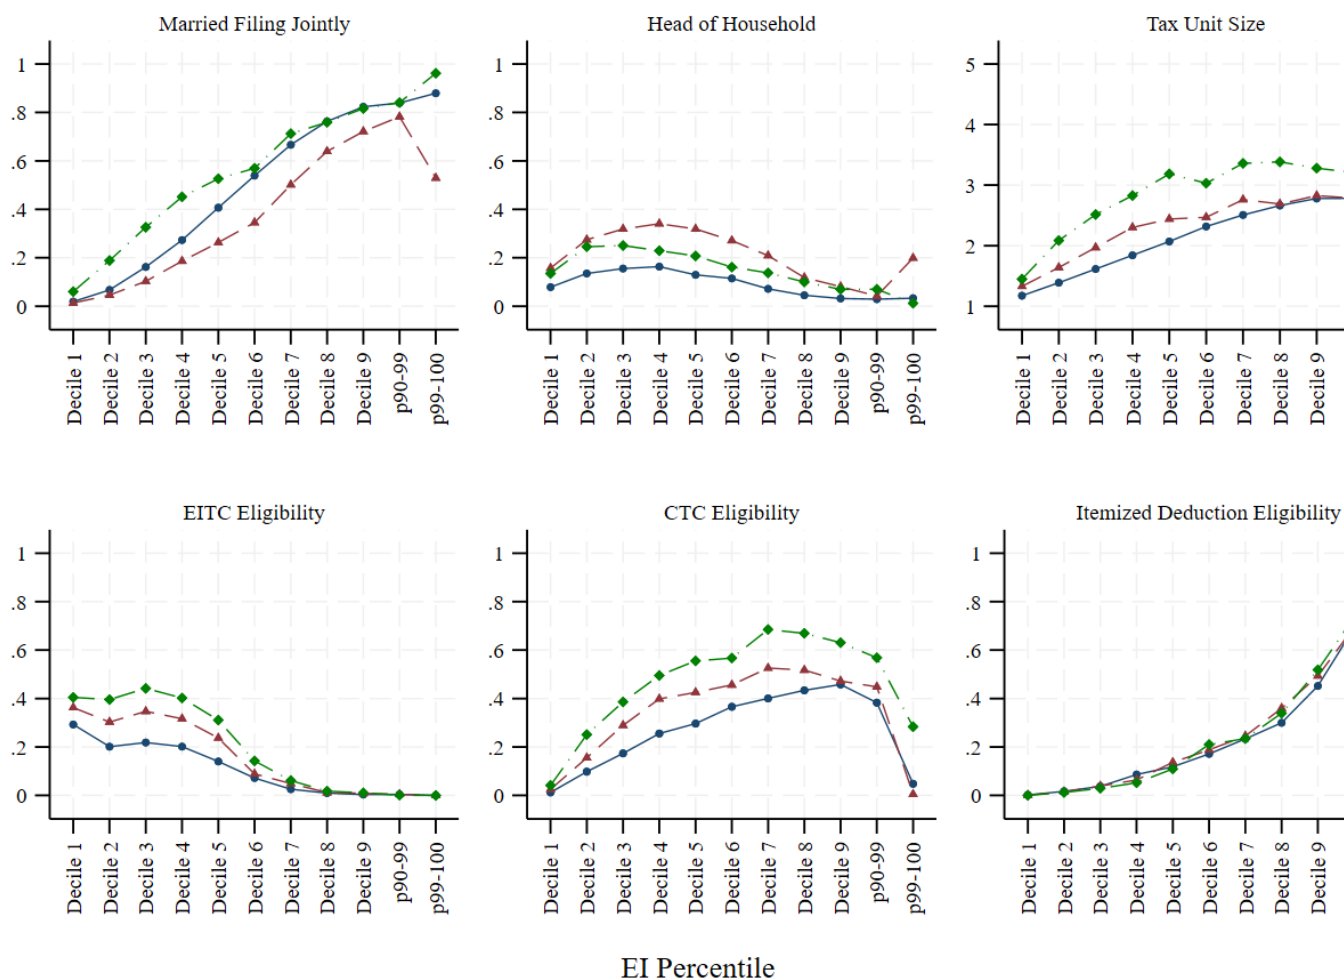 Married Filing Jointly
1
.8
.6
.4
.2
0
Decile 1
Decile 2
Decile 3
Decile 4
Decile 5
Decile 6
Decile 7
Decile 8
Decile 9
p90-99
p99-100
Head of Household
1
.8
.6
.4
.2
0
Decile 1
Decile 2
Decile 3
Decile 4
Decile 5
Decile 6
Decile 7
Decile 8
Decile 9
p90-99
p99-100
Tax Unit Size
5
4
3
2
1
Decile 1
Decile 2
Decile 3
Decile 4
Decile 5
Decile 6
Decile 7
Decile 8
Decile 9
EITC Eligibility
1
.8
.6
.4
.2
0
Decile 1
Decile 2
Decile 3
Decile 4
Decile 5
Decile 6
Decile 7
Decile 8
Decile 9
p90-99
p99-100
CTC Eligibility
1
.8
.6
.4
.2
0
Decile 1
Decile 2
Decile 3
Decile 4
Decile 5
Decile 6
Decile 7
Decile 8
Decile 9
p90-99
p99-100
Itemized Deduction Eligibility
1
.8
.6
.4
.2
0
Decile 1
Decile 2
Decile 3
Decile 4
Decile 5
Decile 6
Decile 7
Decile 8
Decile 9
EI Percentile